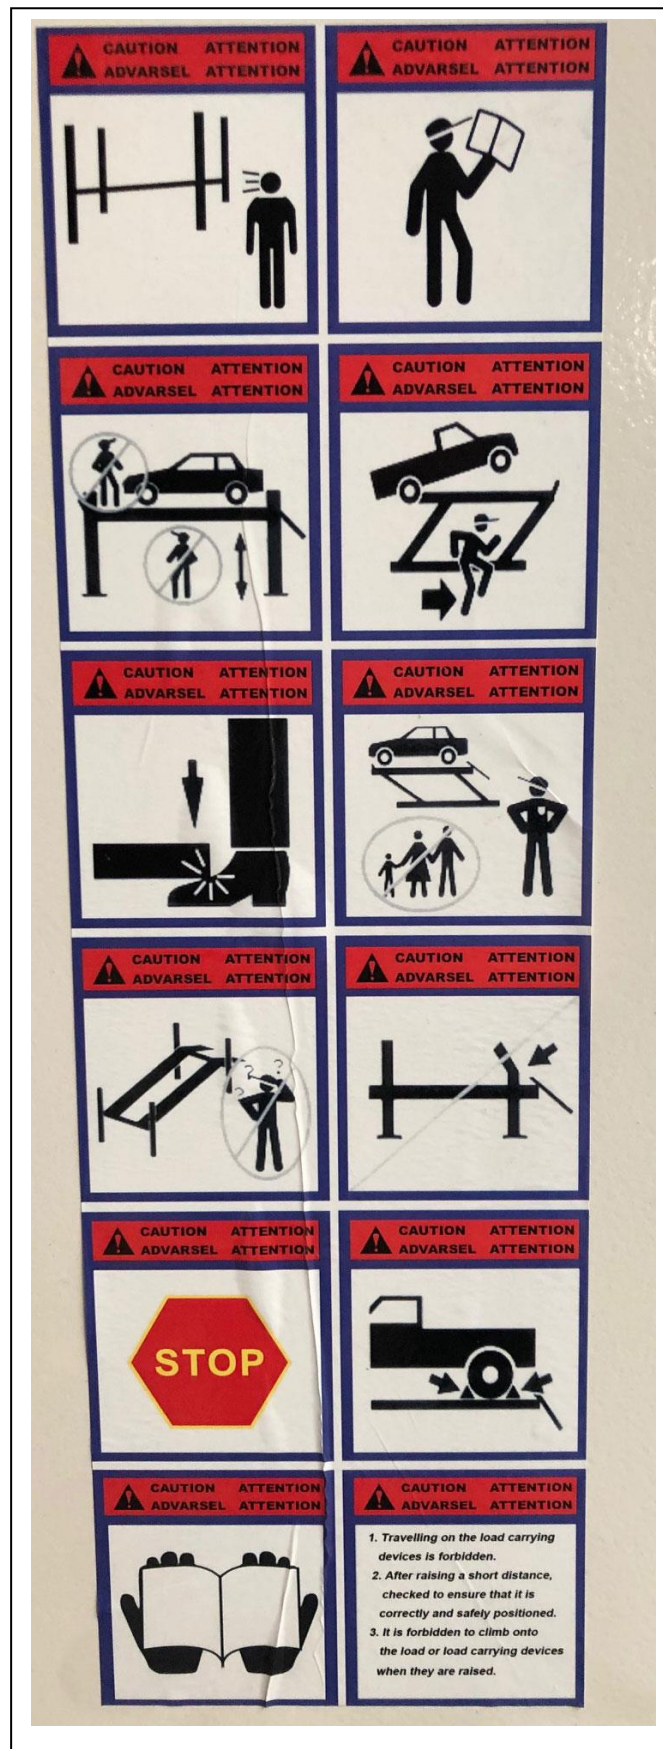 CAUTION ATTENTION
ADVARSEL ATTENTION
CAUTION ATTENTION
ADVARSEL ATTENTION
CAUTION ATTENTION
ADVARSEL ATTENTION
CAUTION ATTENTION
ADVARSEL ATTENTION
CAUTION ATTENTION
ADVARSEL ATTENTION
CAUTION ATTENTION
ADVARSEL ATTENTION
CAUTION ATTENTION
ADVARSEL ATTENTION
? ? ?
CAUTION ATTENTION
ADVARSEL ATTENTION
CAUTION ATTENTION
ADVARSEL ATTENTION
STOP
CAUTION ATTENTION
ADVARSEL ATTENTION
CAUTION ATTENTION
ADVARSEL ATTENTION
CAUTION ATTENTION
ADVARSEL ATTENTION
1. Travelling on the load carrying
devices is forbidden.
2. After raising a short distance,
checked to ensure that it is
correctly and safely positioned.
3. It is forbidden to climb onto
the load or load carrying devices
when they are raised.